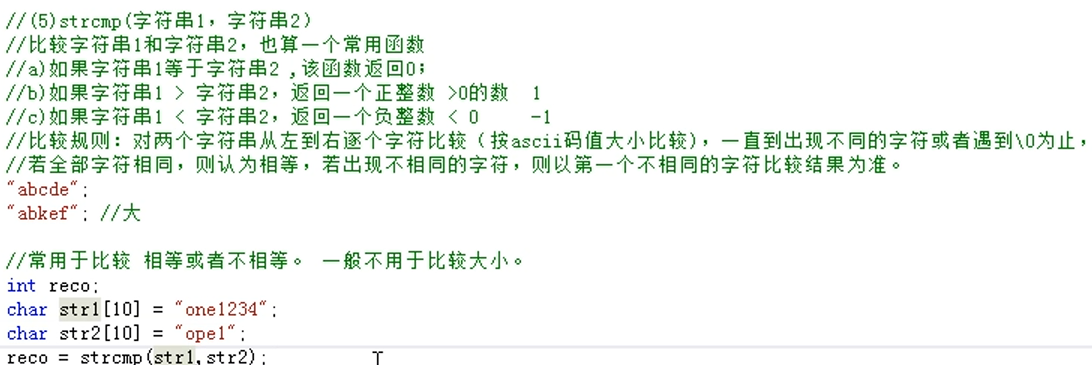 //(5)strcmp(字符串1，字符串2)
//比较字符串1和字符串2，也算一个常用函数
//a)如果字符串1等于字符串2 ,该函数返回0；
//b)如果字符串1 > 字符串2，返回一个正整数 >0的数  1
//c)如果字符串1 < 字符串2，返回一个负整数 < 0     -1
//比较规则：对两个字符串从左到右逐个字符比较（按ascii码值大小比较），一直到出现不同的字符或者遇到\0为止，
//若全部字符相同，则认为相等，若出现不相同的字符，则以第一个不相同的字符比较结果为准。
"abcde";
"abkef"; //大
//常用于比较 相等或者不相等。 一般不用于比较大小。
int reco;
char str1[10] = "one1234";
char str2[10] = "ope1";
reco = strcmp(str1,str2);